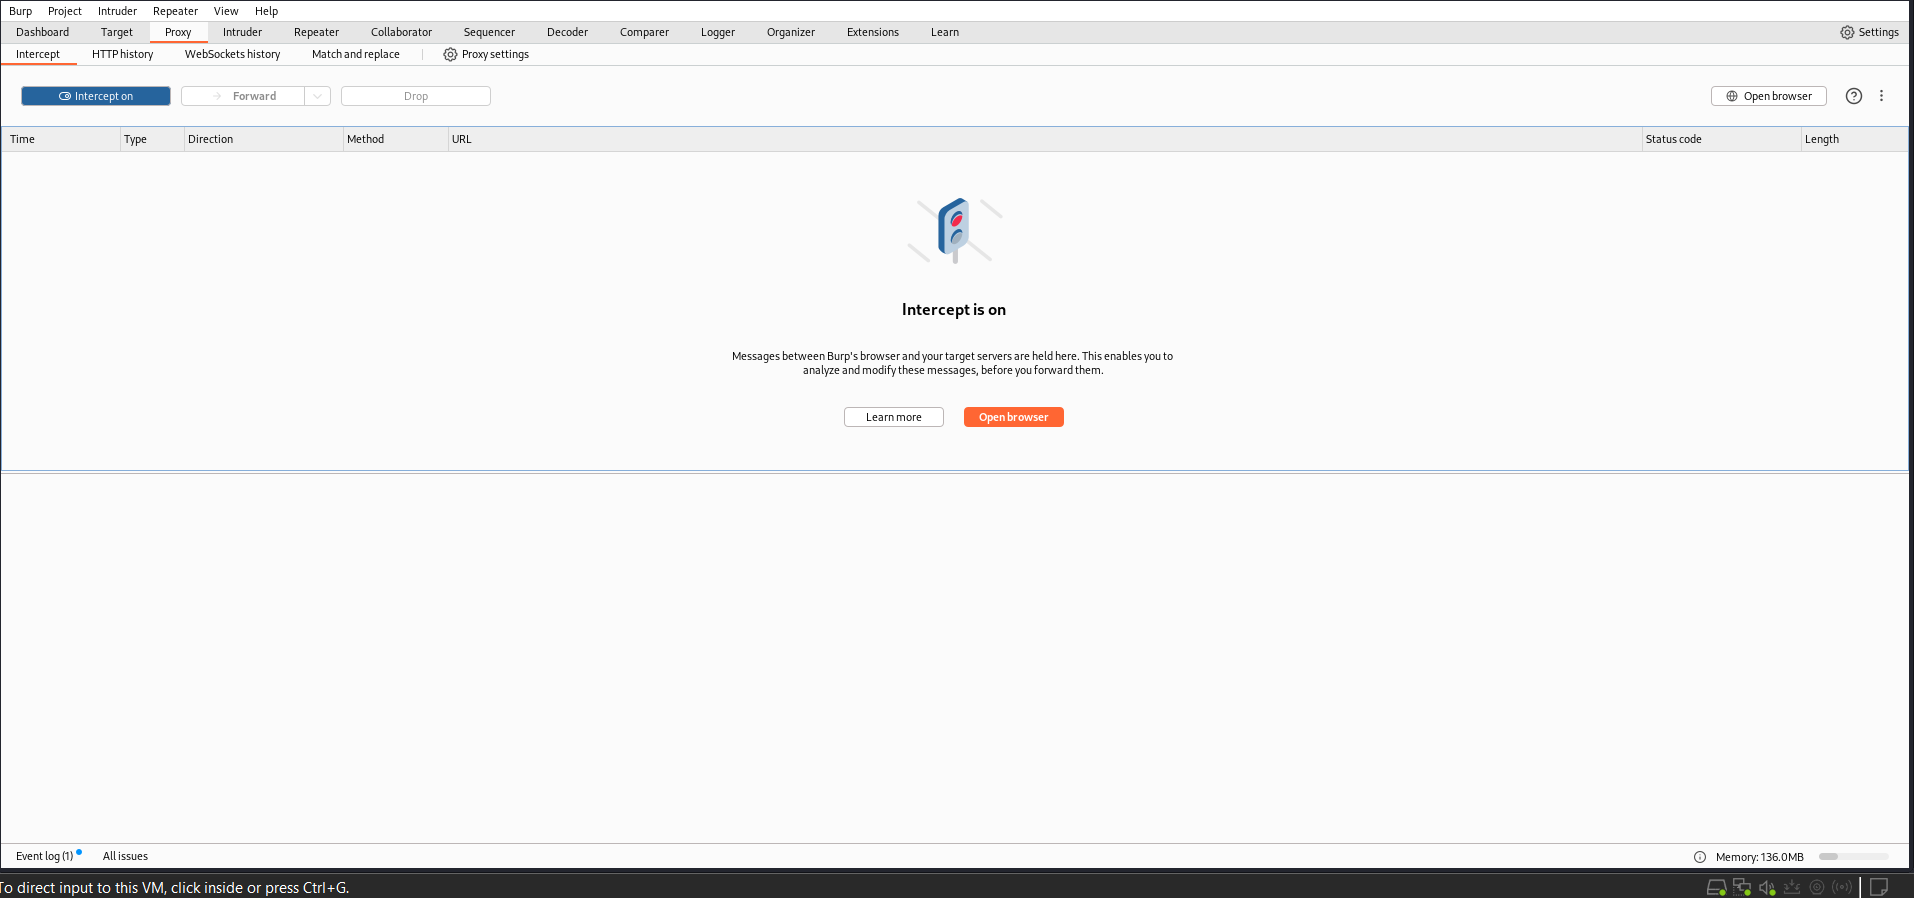 Burp Project Intruder Repeater View Help
Dashboard Target Proxy Intruder Repeater Collaborator Sequencer Decoder Comparer Logger Organizer Extensions Learn Settings
Intercept HTTP history WebSockets history Match and replace Proxy settings
Intercept on Forward Drop Open browser
Time Type Direction Method URL Status code Length
Intercept is on
Messages between Burp's browser and your target servers are held here. This enables you to
analyze and modify these messages, before you forward them.
Learn more Open browser
Event log (1) All issues Memory: 136.0MB
To direct input to this VM, click inside or press Ctrl+G.